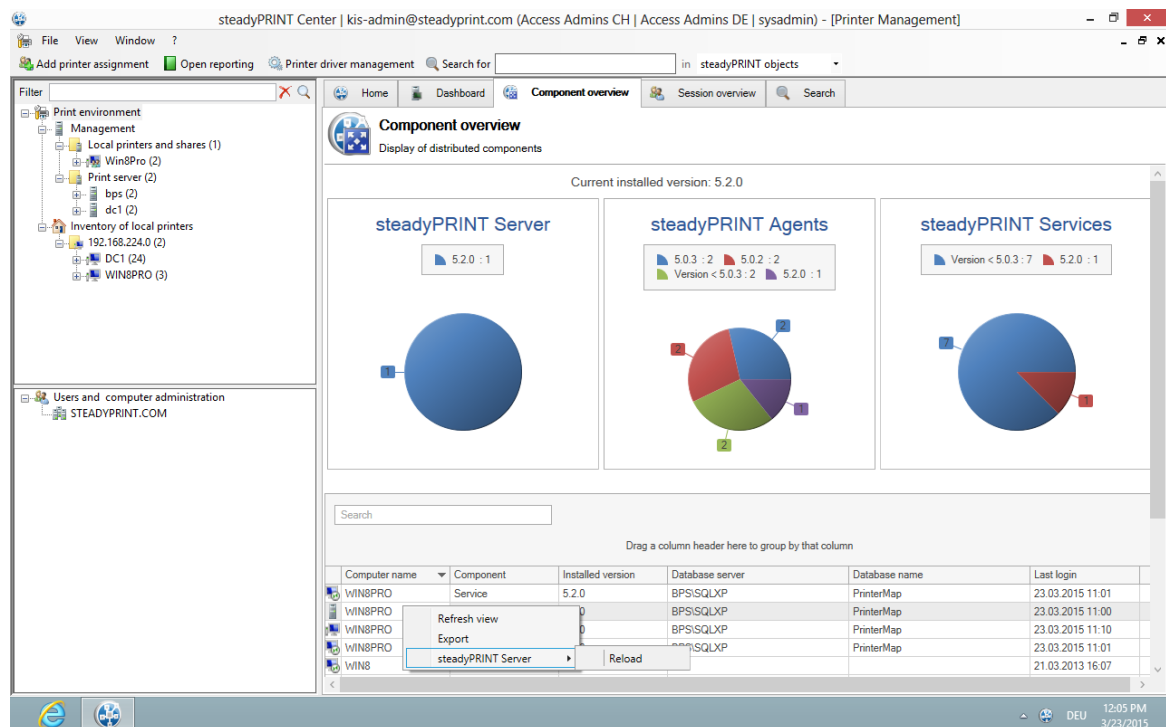 steadyPRINT Center | kis-admin@steadyprint.com (Access Admins CH | Access Admins DE | sysadmin) - [Printer Management]
File View Window ?
Add printer assignment Open reporting Printer driver management Search for in steadyPRINT objects
Filter
Print environment
Management
Local printers and shares (1)
Win8Pro (2)
Print server (2)
bps (2)
dc1 (2)
Inventory of local printers
192.168.224.0 (2)
DC1 (24)
WIN8PRO (3)
Users and computer administration
STEADYPRINT.COM
Home Dashboard Component overview Session overview Search
Component overview
Display of distributed components
Current installed version: 5.2.0
steadyPRINT Server
5.2.0 : 1
1
steadyPRINT Agents
5.0.3 : 2 5.0.2 : 2
Version < 5.0.3 : 2 5.2.0 : 1
2
2
1
2
steadyPRINT Services
Version < 5.0.3 : 7 5.2.0 : 1
7
1
Search
Drag a column header here to group by that column
Computer name Component Installed version Database server Database name Last login
WIN8PRO Service 5.2.0 BPS\SQLXP PrinterMap 23.03.2015 11:01
WIN8PRO BPS\SQLXP PrinterMap 23.03.2015 11:00
WIN8PRO BPS\SQLXP PrinterMap 23.03.2015 11:10
WIN8PRO PrinterMap 23.03.2015 11:01
WIN8 21.03.2013 16:07
Refresh view
Export
steadyPRINT Server
Reload
DEU
12:05 PM
3/23/2015